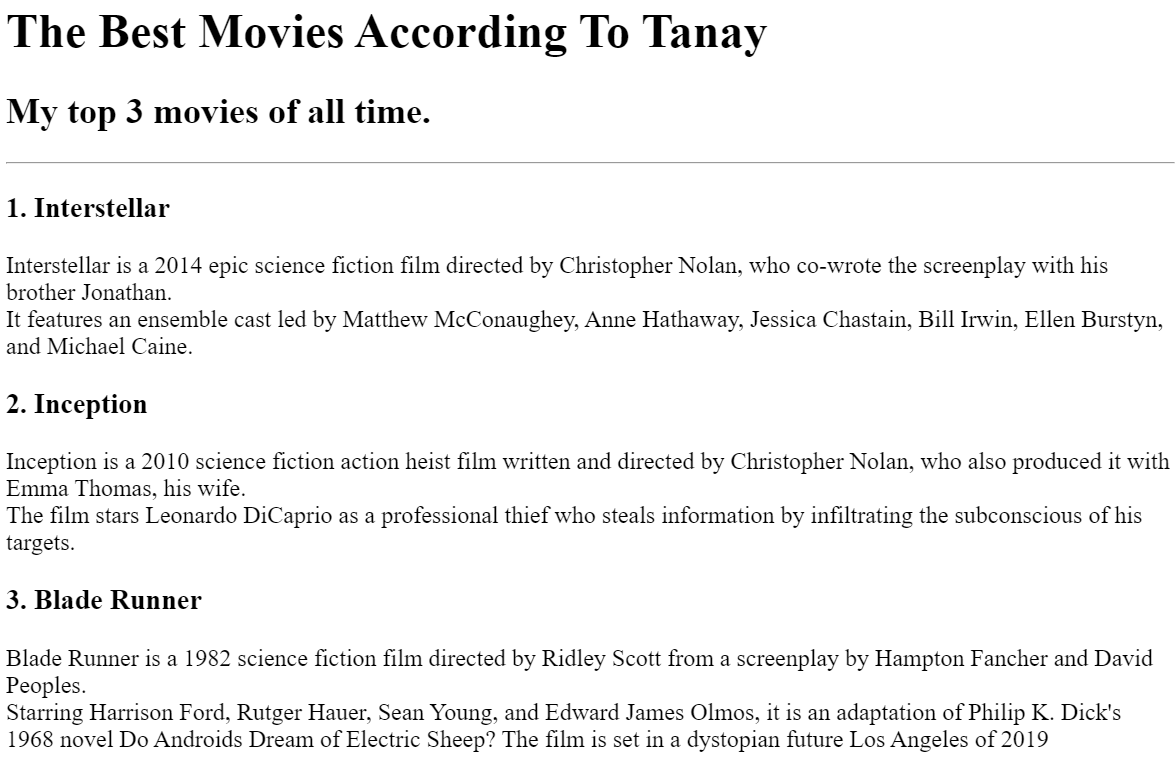 The Best Movies According To Tanay
My top 3 movies of all time.
1. Interstellar
Interstellar is a 2014 epic science fiction film directed by Christopher Nolan, who co-wrote the screenplay with his
brother Jonathan.
It features an ensemble cast led by Matthew McConaughey, Anne Hathaway, Jessica Chastain, Bill Irwin, Ellen Burstyn,
and Michael Caine.
2. Inception
Inception is a 2010 science fiction action heist film written and directed by Christopher Nolan, who also produced it with
Emma Thomas, his wife.
The film stars Leonardo DiCaprio as a professional thief who steals information by infiltrating the subconscious of his
targets.
3. Blade Runner
Blade Runner is a 1982 science fiction film directed by Ridley Scott from a screenplay by Hampton Fancher and David
Peoples.
Starring Harrison Ford, Rutger Hauer, Sean Young, and Edward James Olmos, it is an adaptation of Philip K. Dick's
1968 novel Do Androids Dream of Electric Sheep? The film is set in a dystopian future Los Angeles of 2019